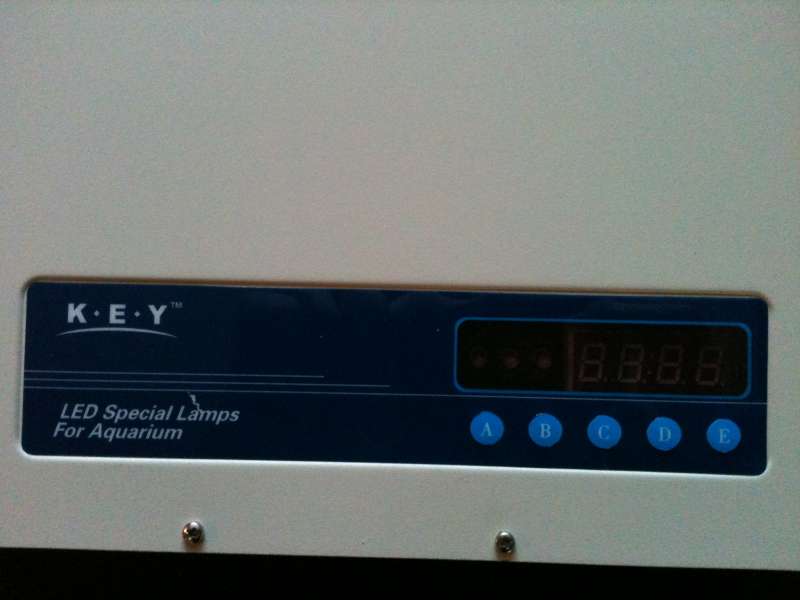 K·E·Y™
LED Special Lamps
For Aquarium
A B C D E